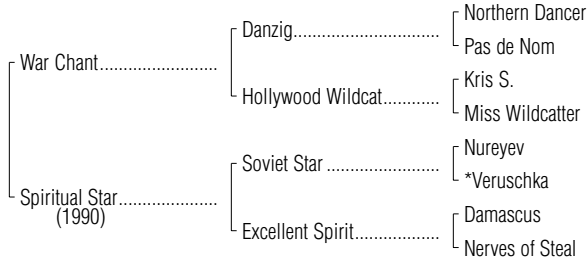 Northern Dancer
Danzig..................................
Pas de Nom
War Chant.........................
Kris S.
Hollywood Wildcat............
Miss Wildcatter
Nureyev
Soviet Star ..........................
*Veruschka
Spiritual Star......................
(1990)
Damascus
Excellent Spirit...................
Nerves of Steal